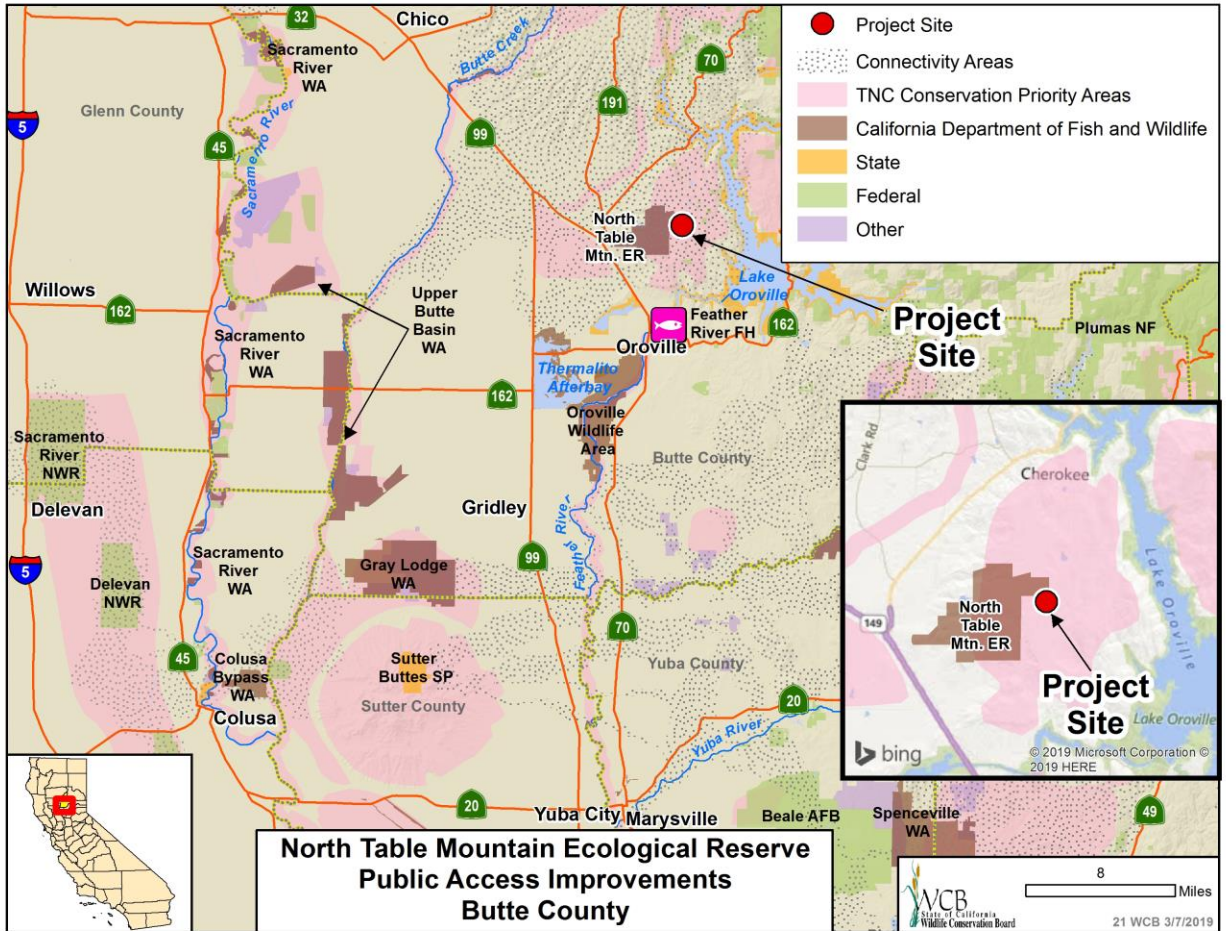 32
Chico
Sacramento
River
WA
Butte Creek
70
Glenn County
191
5
99
45
Sacramento River
North
Table
Mtn. ER
Lake
Oroville
Willows
162
Upper
Butte
Basin
WA
Feather
River FH
162
Oroville
Sacramento
River
WA
Thermalito
Afterbay
162
Oroville
Wildlife
Area
Plumas NF
Sacramento
River
NWR
Butte County
Delevan
Gridley
Feather River
5
Sacramento
River
WA
99
Gray Lodge
WA
Delevan
NWR
70
45
Colusa
Bypass
WA
Sutter
Buttes SP
Yuba County
Sutter County
Colusa
20
Yuba River
20
Yuba City
Marysville
Beale AFB
Spenceville
WA
49
Project Site
Connectivity Areas
TNC Conservation Priority Areas
California Department of Fish and Wildlife
State
Federal
Other
Project
Site
Clark Rd
Cherokee
Lake Oroville
149
North
Table
Mtn. ER
Project
Site
Lake Oroville
bing
© 2019 Microsoft Corporation ©
2019 HERE
North Table Mountain Ecological Reserve
Public Access Improvements
Butte County
WCB
State of California
Wildlife Conservation Board
8
Miles
21 WCB 3/7/2019